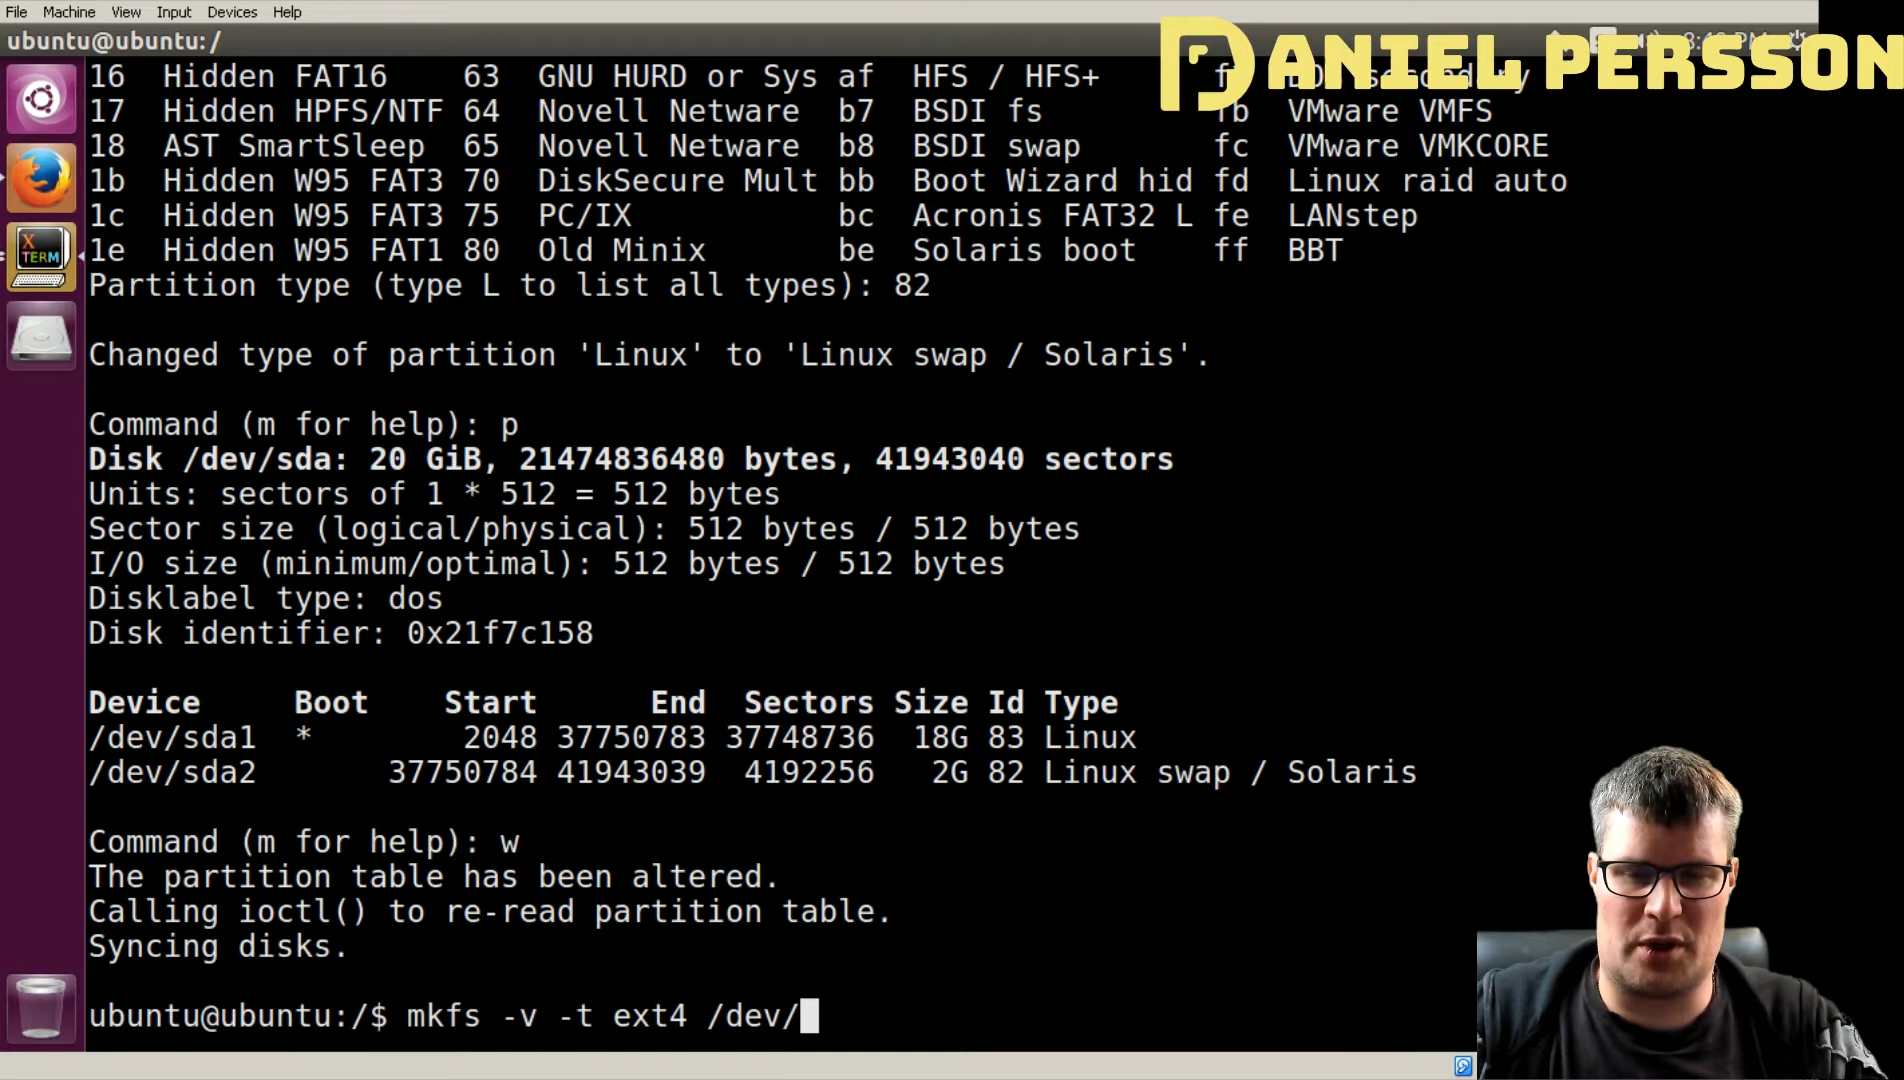 File Machine View Input Devices Help
ubuntu@ubuntu: /
DANIEL PERSSON
16 Hidden FAT16 63 GNU HURD or Sys af HFS / HFS+
17 Hidden HPFS/NTF 64 Novell Netware b7 BSDI fs fb VMware VMFS
18 AST SmartSleep 65 Novell Netware b8 BSDI swap fc VMware VMKCORE
1b Hidden W95 FAT3 70 DiskSecure Mult bb Boot Wizard hid fd Linux raid auto
1c Hidden W95 FAT3 75 PC/IX bc Acronis FAT32 L fe LANstep
1e Hidden W95 FAT1 80 Old Minix be Solaris boot ff BBT
Partition type (type L to list all types): 82
Changed type of partition 'Linux' to 'Linux swap / Solaris'.
Command (m for help): p
Disk /dev/sda: 20 GiB, 21474836480 bytes, 41943040 sectors
Units: sectors of 1 * 512 = 512 bytes
Sector size (logical/physical): 512 bytes / 512 bytes
I/O size (minimum/optimal): 512 bytes / 512 bytes
Disklabel type: dos
Disk identifier: 0x21f7c158
Device Boot Start End Sectors Size Id Type
/dev/sda1 * 2048 37750783 37748736 18G 83 Linux
/dev/sda2 37750784 41943039 4192256 2G 82 Linux swap / Solaris
Command (m for help): w
The partition table has been altered.
Calling ioctl() to re-read partition table.
Syncing disks.
ubuntu@ubuntu:/$ mkfs -v -t ext4 /dev/
X
TERM